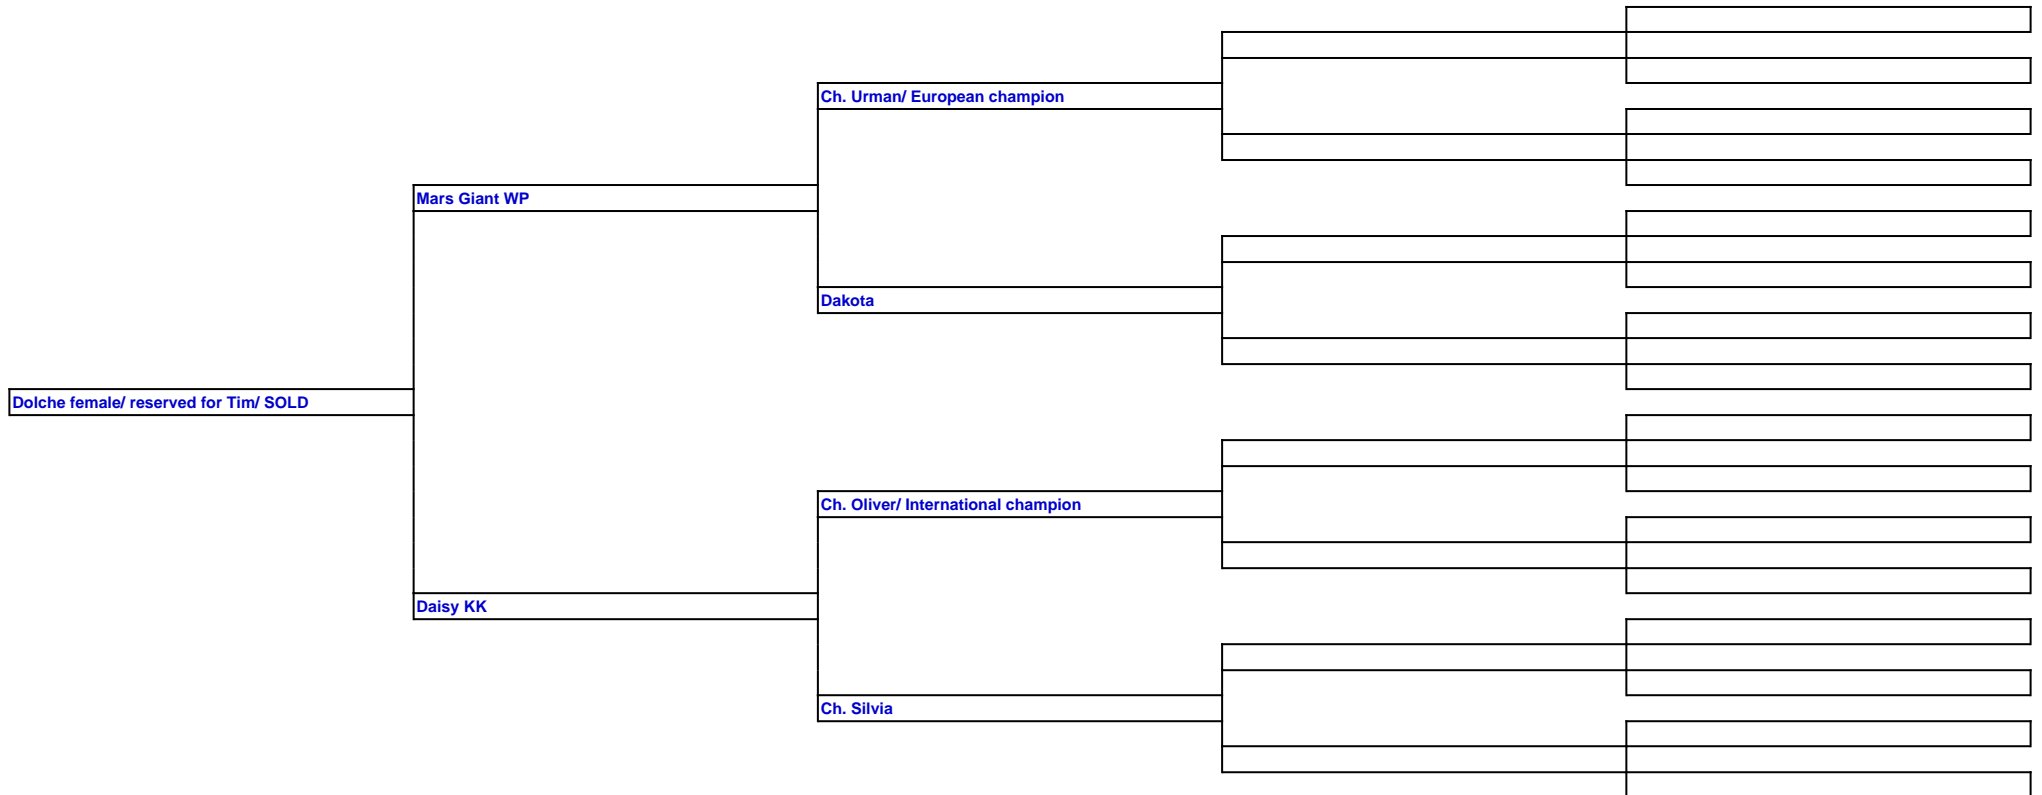 Ch. Urman/ European champion
Mars Giant WP
Dakota
Dolche female/ reserved for Tim/ SOLD
Ch. Oliver/ International champion
Daisy KK
Ch. Silvia